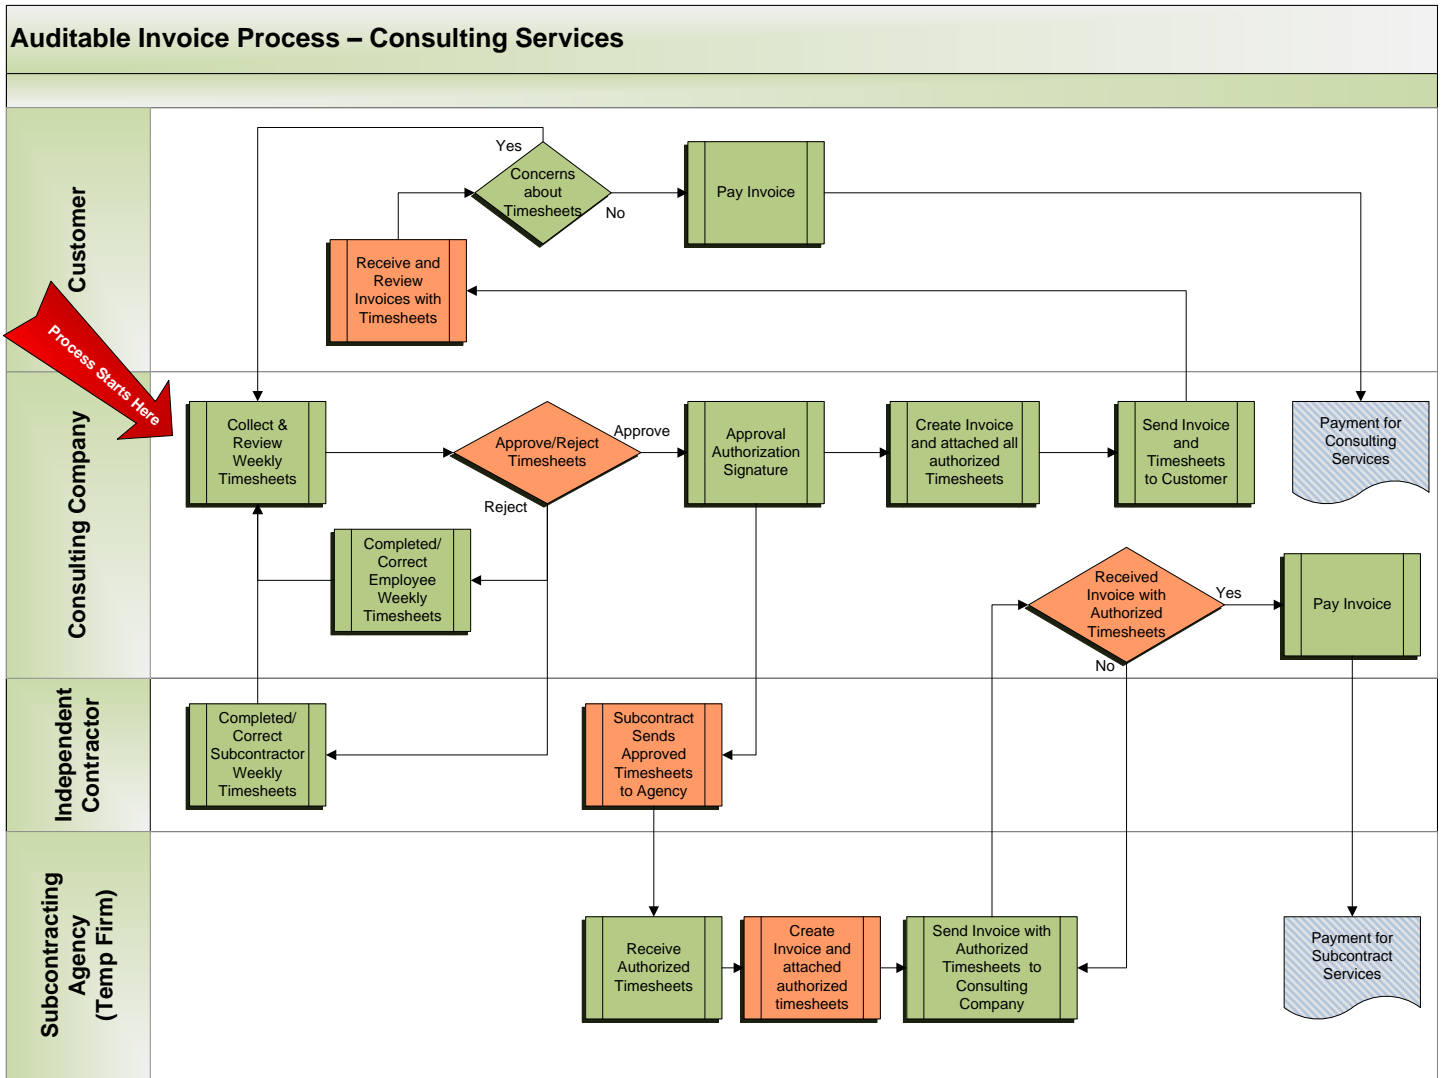 Auditable Invoice Process – Consulting Services
Customer
Yes
Concerns
about
Timesheets
No
Pay Invoice
Receive and
Review
Invoices with
Timesheets
Process Starts Here
Consulting Company
Collect &
Review
Weekly
Timesheets
Approve/Reject
Timesheets
Approve
Reject
Approval
Authorization
Signature
Create Invoice
and attached all
authorized
Timesheets
Send Invoice
and
Timesheets
to Customer
Payment for
Consulting
Services
Completed/
Correct
Employee
Weekly
Timesheets
Received
Invoice with
Authorized
Timesheets
Yes
No
Pay Invoice
Independent
Contractor
Completed/
Correct
Subcontractor
Weekly
Timesheets
Subcontract
Sends
Approved
Timesheets
to Agency
Subcontracting
Agency
(Temp Firm)
Receive
Authorized
Timesheets
Create
Invoice and
attached
authorized
timesheets
Send Invoice with
Authorized
Timesheets to
Consulting
Company
Payment for
Subcontract
Services